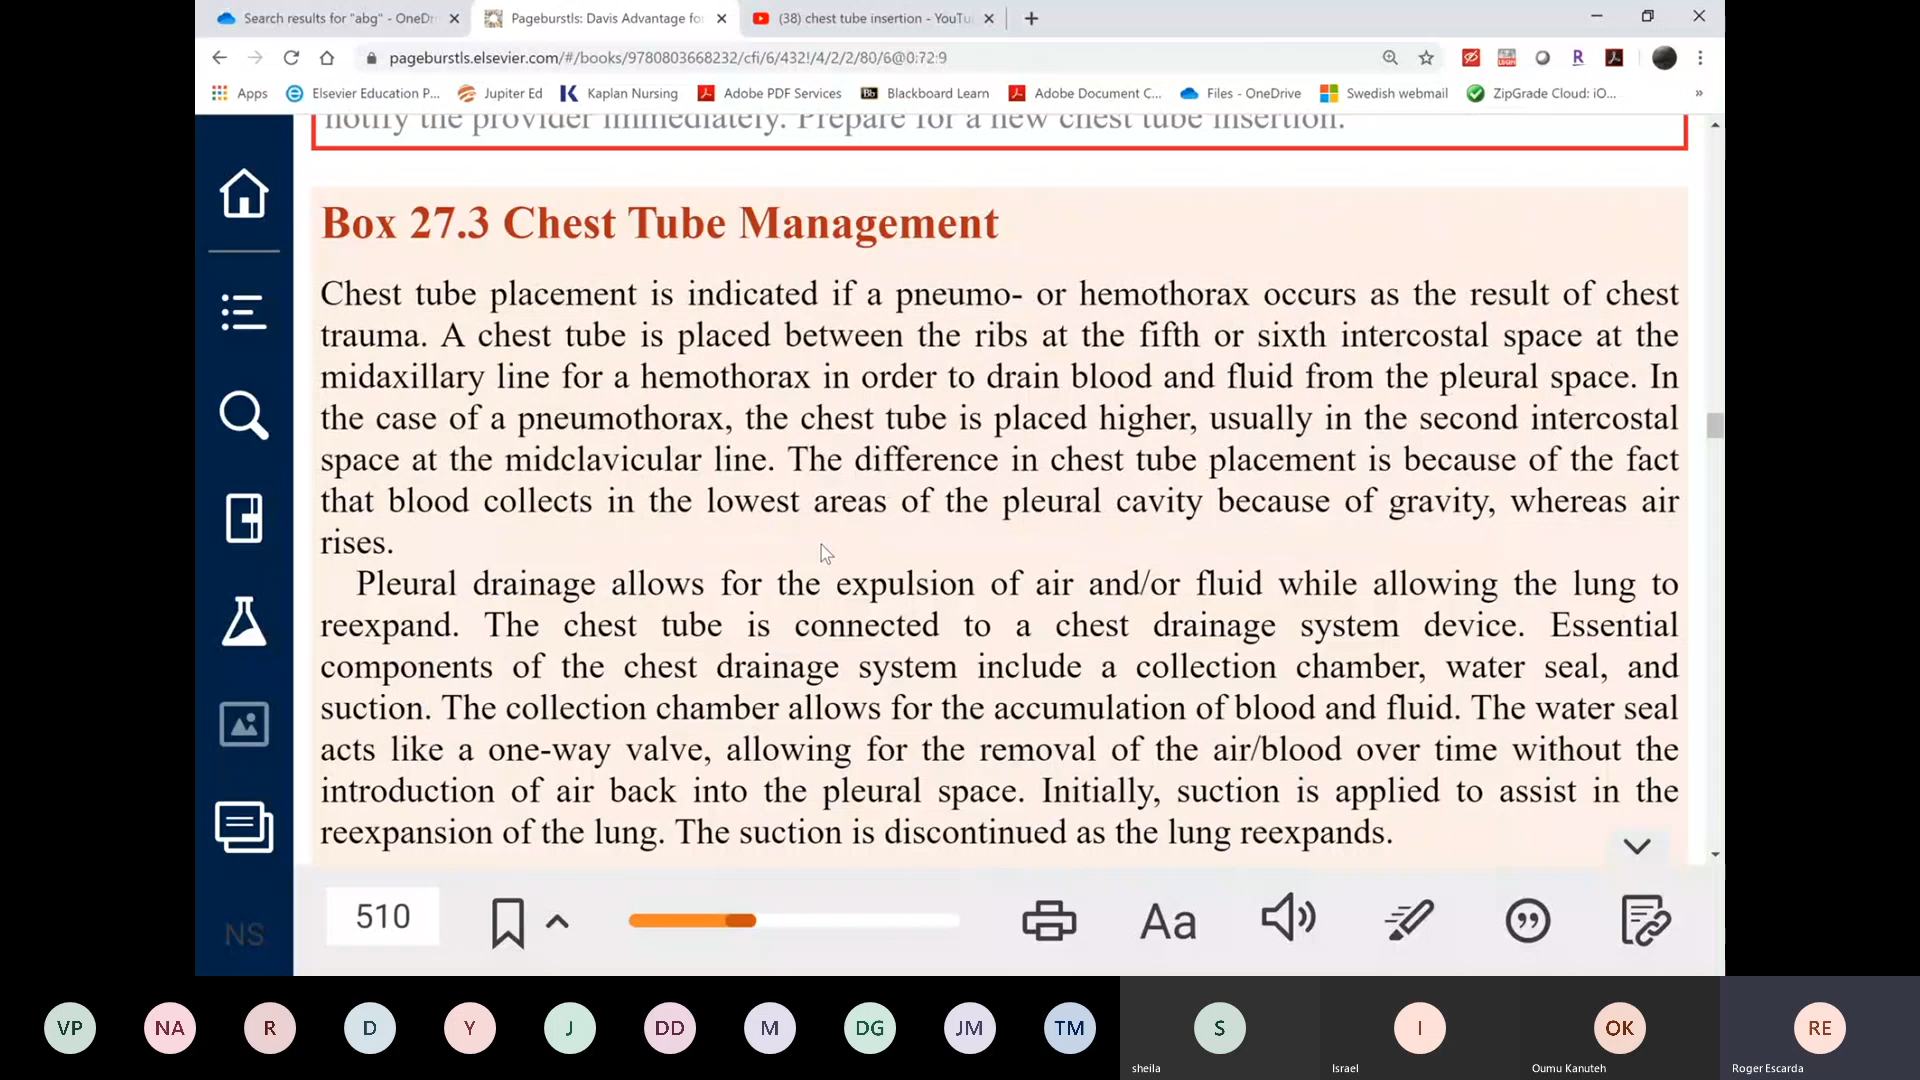 Search results for "abg" - OneDr
Pageburstls: Davis Advantage fo
(38) chest tube insertion - YouTu
pageburstls.elsevier.com/#/books/9780803668232/cfi/6/432!/4/2/2/80/6@0:72:9
Apps
Elsevier Education P...
Jupiter Ed
Kaplan Nursing
Adobe PDF Services
Bb
Blackboard Learn
Adobe Document C...
Files - OneDrive
Swedish webmail
ZipGrade Cloud: iO...
»
notify the provider immediately. Prepare for a new chest tube insertion.
Box 27.3 Chest Tube Management
Chest tube placement is indicated if a pneumo- or hemothorax occurs as the result of chest
trauma. A chest tube is placed between the ribs at the fifth or sixth intercostal space at the
midaxillary line for a hemothorax in order to drain blood and fluid from the pleural space. In
the case of a pneumothorax, the chest tube is placed higher, usually in the second intercostal
space at the midclavicular line. The difference in chest tube placement is because of the fact
that blood collects in the lowest areas of the pleural cavity because of gravity, whereas air
rises.
Pleural drainage allows for the expulsion of air and/or fluid while allowing the lung to
reexpand. The chest tube is connected to a chest drainage system device. Essential
components of the chest drainage system include a collection chamber, water seal, and
suction. The collection chamber allows for the accumulation of blood and fluid. The water seal
acts like a one-way valve, allowing for the removal of the air/blood over time without the
introduction of air back into the pleural space. Initially, suction is applied to assist in the
reexpansion of the lung. The suction is discontinued as the lung reexpands.
NS
510
Aa
VP
NA
R
D
Y
J
DD
M
DG
JM
TM
S
I
OK
RE
sheila
Israel
Oumu Kanuteh
Roger Escarda